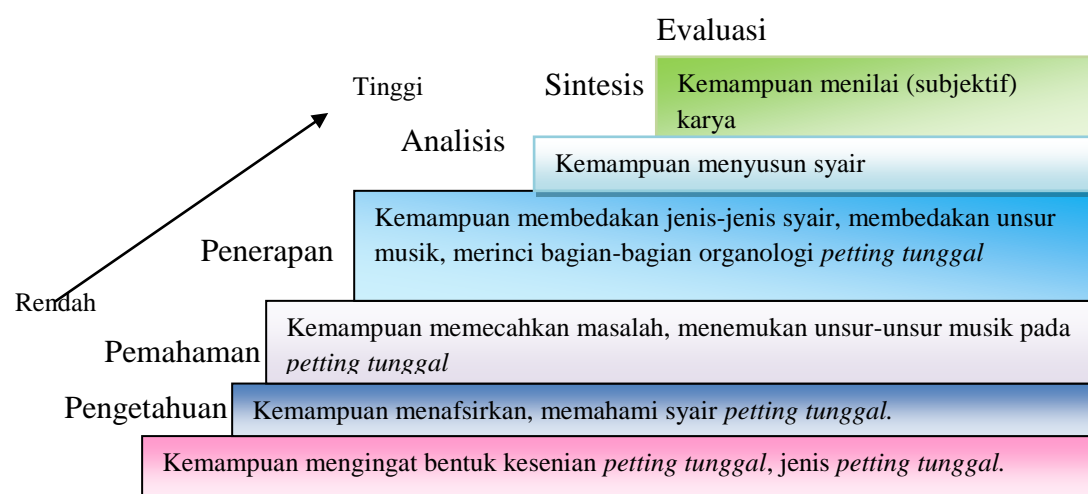 Evaluasi
Tinggi
Sintesis
Kemampuan menilai (subjektif)
karya
Analisis
Kemampuan menyusun syair
Kemampuan membedakan jenis-jenis syair, membedakan unsur
musik, merinci bagian-bagian organologi petting tunggal
Penerapan
Rendah
Kemampuan memecahkan masalah, menemukan unsur-unsur musik pada
petting tunggal
Pemahaman
Pengetahuan
Kemampuan menafsirkan, memahami syair petting tunggal.
Kemampuan mengingat bentuk kesenian petting tunggal, jenis petting tunggal.